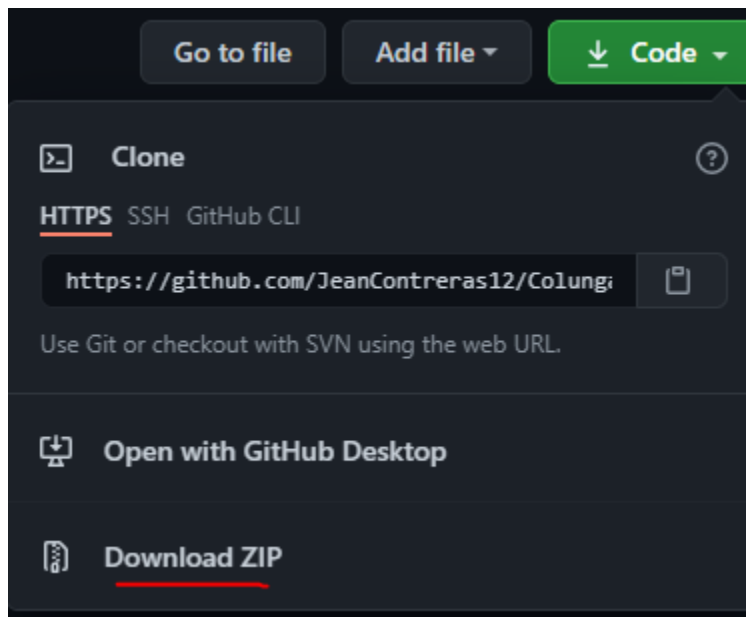 Go to file Add file Code
Clone
HTTPS SSH GitHub CLI
https://github.com/JeanContreras12/Colunga
Use Git or checkout with SVN using the web URL.
Open with GitHub Desktop
Download ZIP